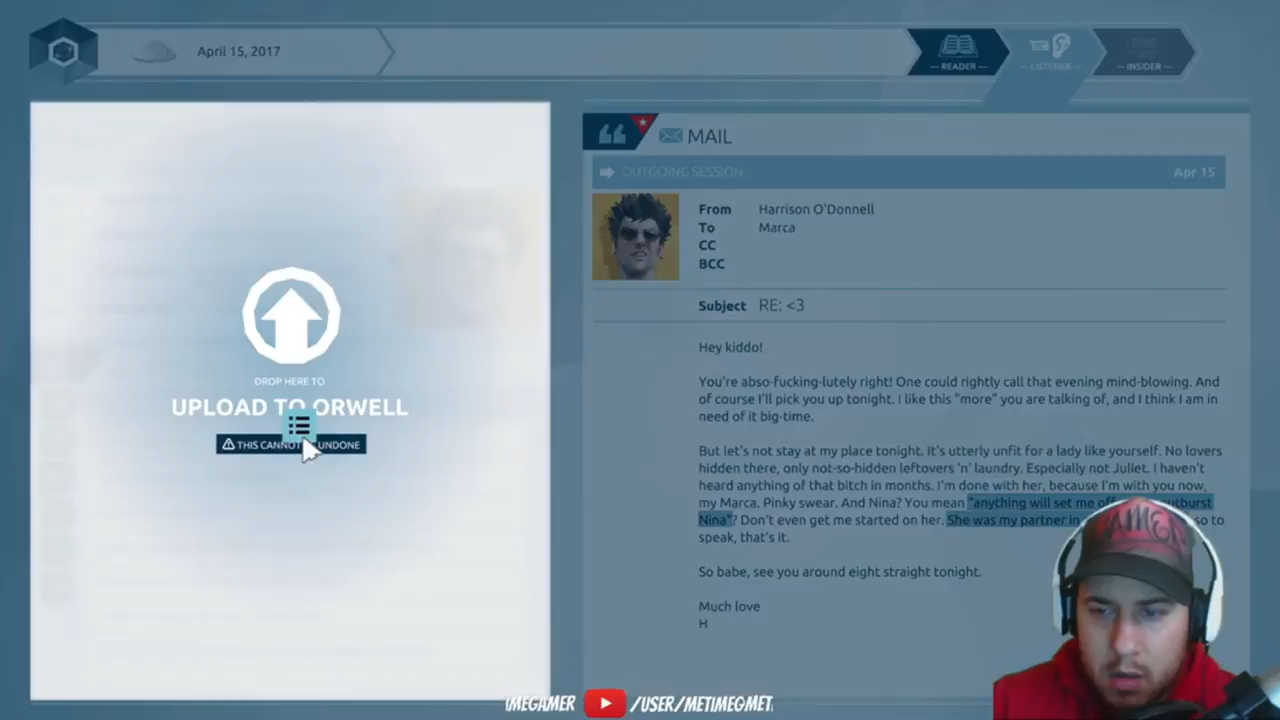 April 15, 2017
READER
LISTENER
INSIDER
MAIL
OUTGOING SESSION
Apr 15
From Harrison O'Donnell
To Marca
CC
BCC
Subject RE: <3
Hey kiddo!
You're abso-fucking-lutely right! One could rightly call that evening mind-blowing. And
of course I'll pick you up tonight. I like this "more" you are talking of, and I think I am in
need of it big-time.
But let's not stay at my place tonight. It's utterly unfit for a lady like yourself. No lovers
hidden there, only not-so-hidden leftovers 'n' laundry. Especially not Juliet. I haven't
heard anything of that bitch in months. I'm done with her, because I'm with you now,
my Marca. Pinky swear. And Nina? You mean "anything will set me outburst
Nina"? Don't even get me started on her. She was my partner in so to
speak, that's it.
So babe, see you around eight straight tonight.
Much love
H
DROP HERE TO
UPLOAD TO ORWELL
THIS CANNOT UNDONE
IMEGAMER /USER/METIMEGMET